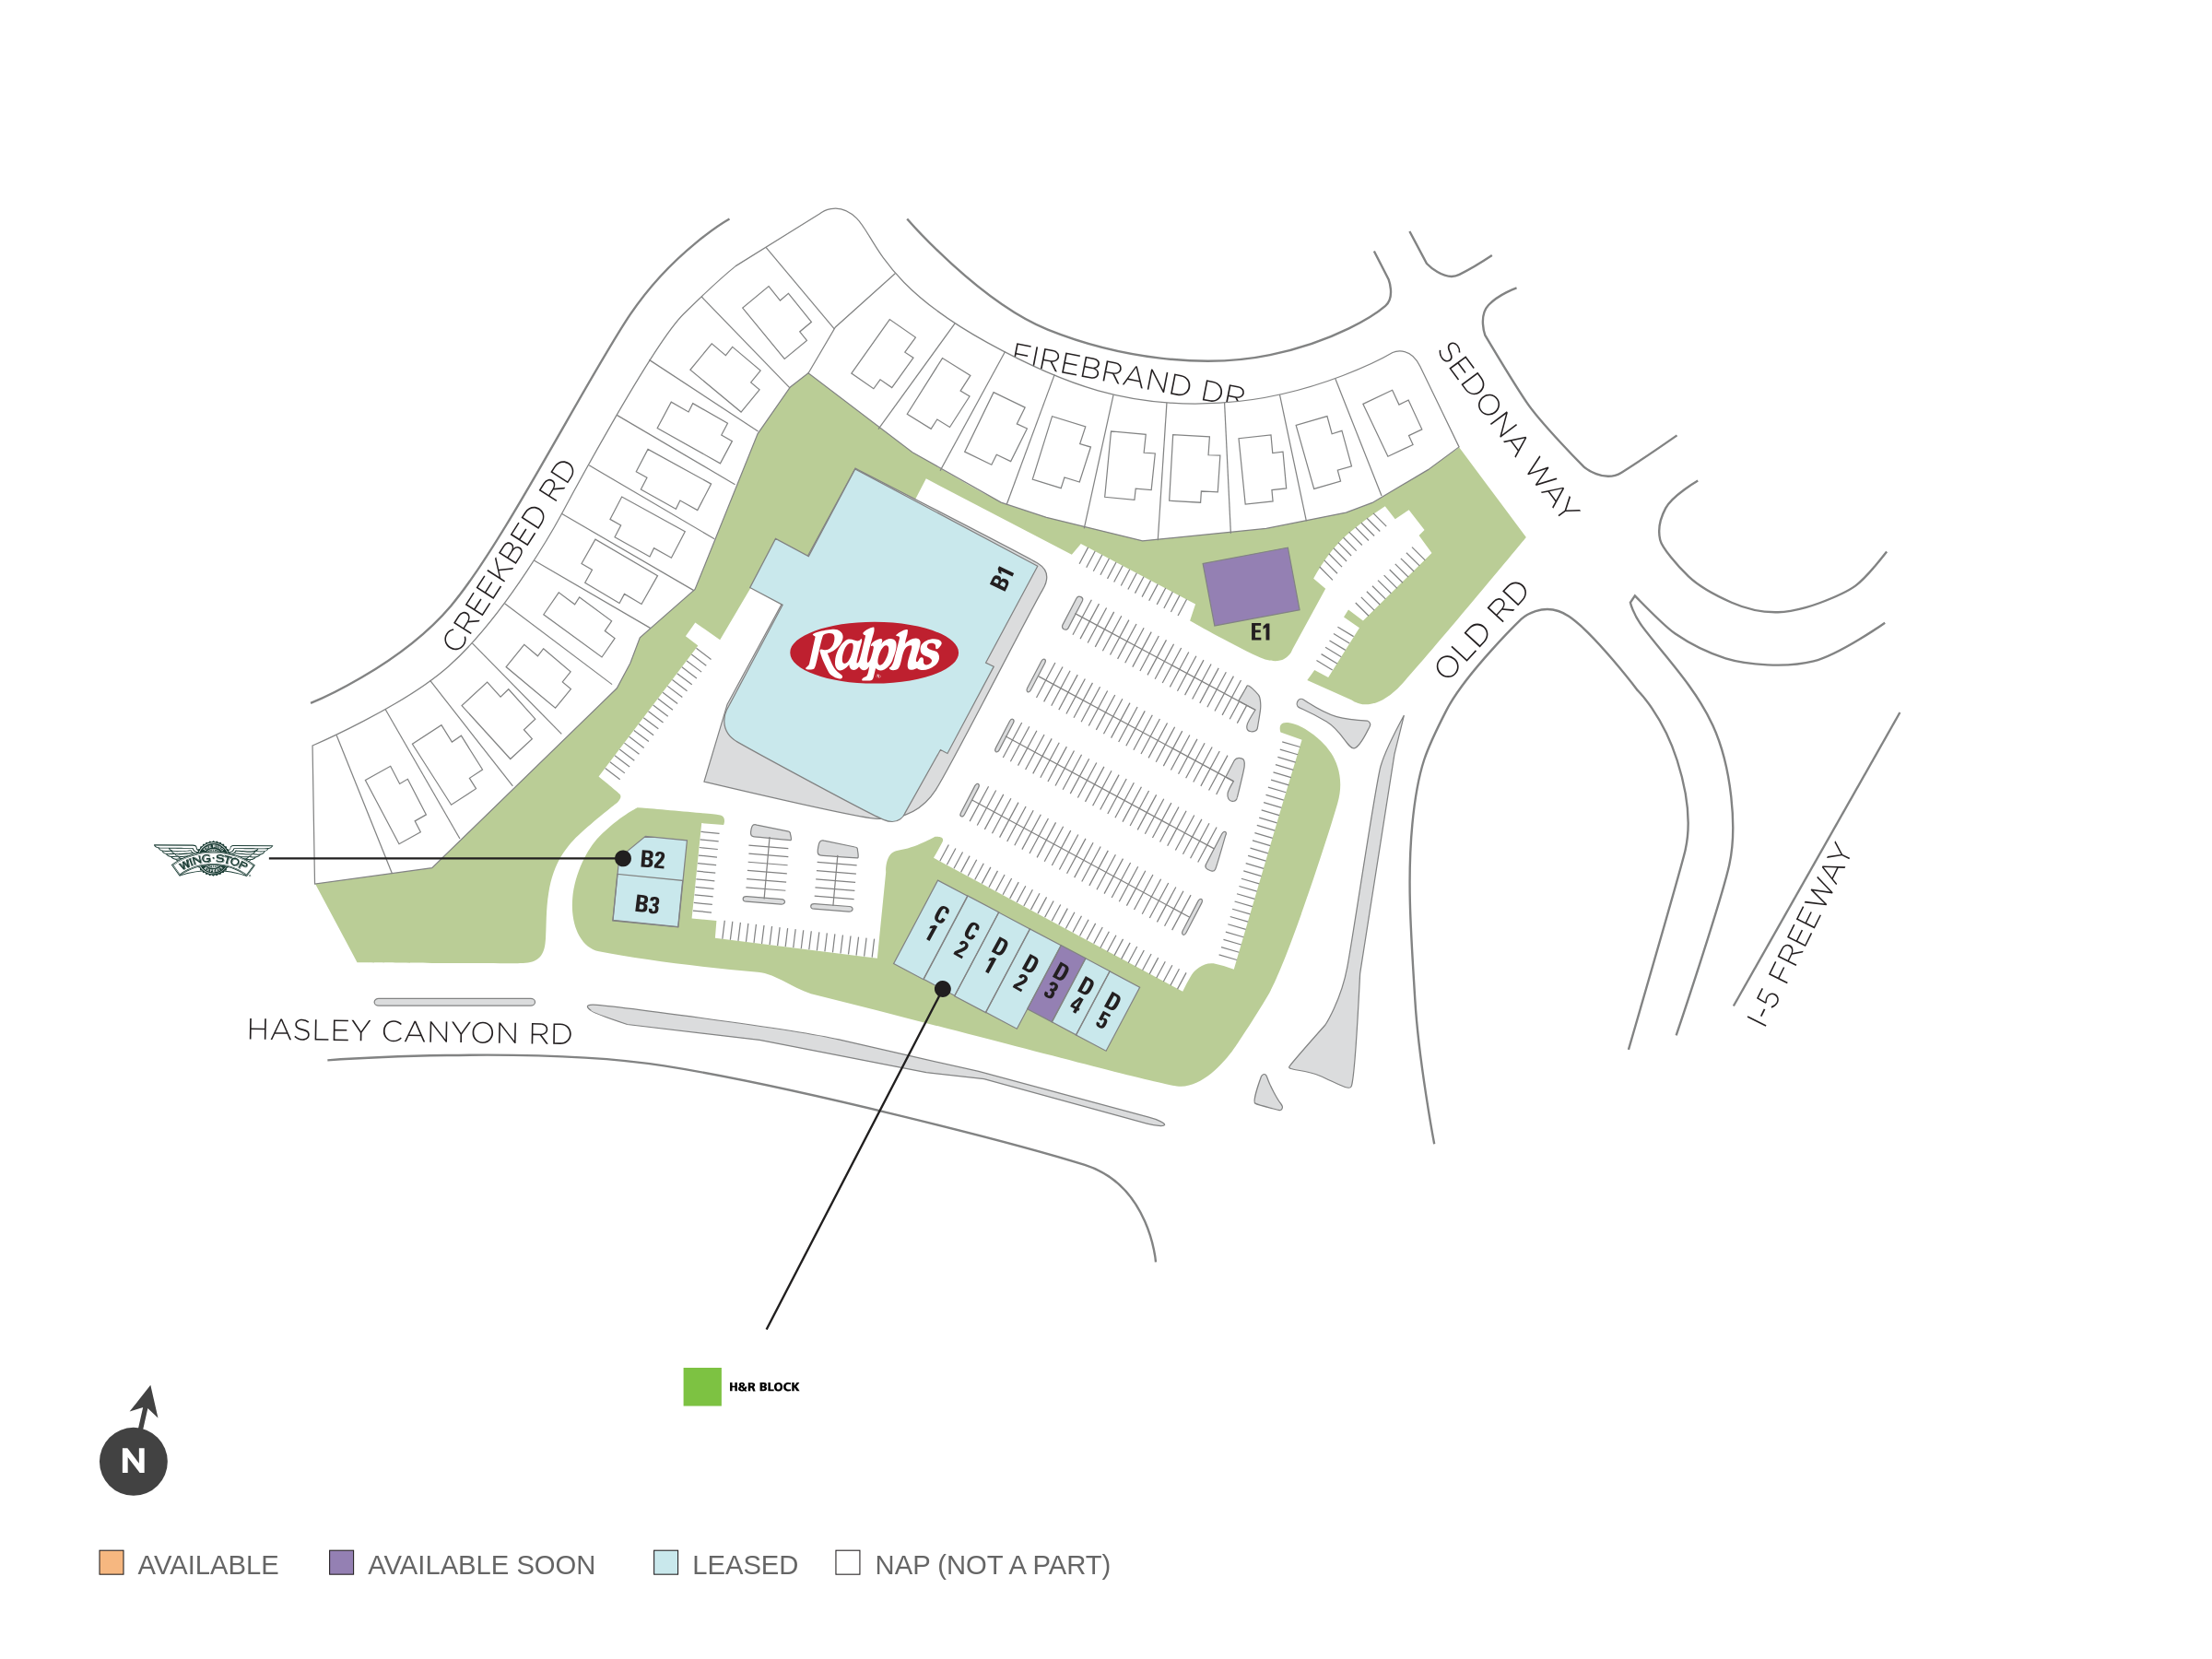 FIREBRAND DR
SEDONA WAY
CREEKBED RD
B1
Ralphs
E1
OLD RD
WING·STOP
B2
B3
C1
C2
D1
D2
D3
D4
D5
I-5 FREEWAY
HASLEY CANYON RD
H&R BLOCK
N
AVAILABLE
AVAILABLE SOON
LEASED
NAP (NOT A PART)